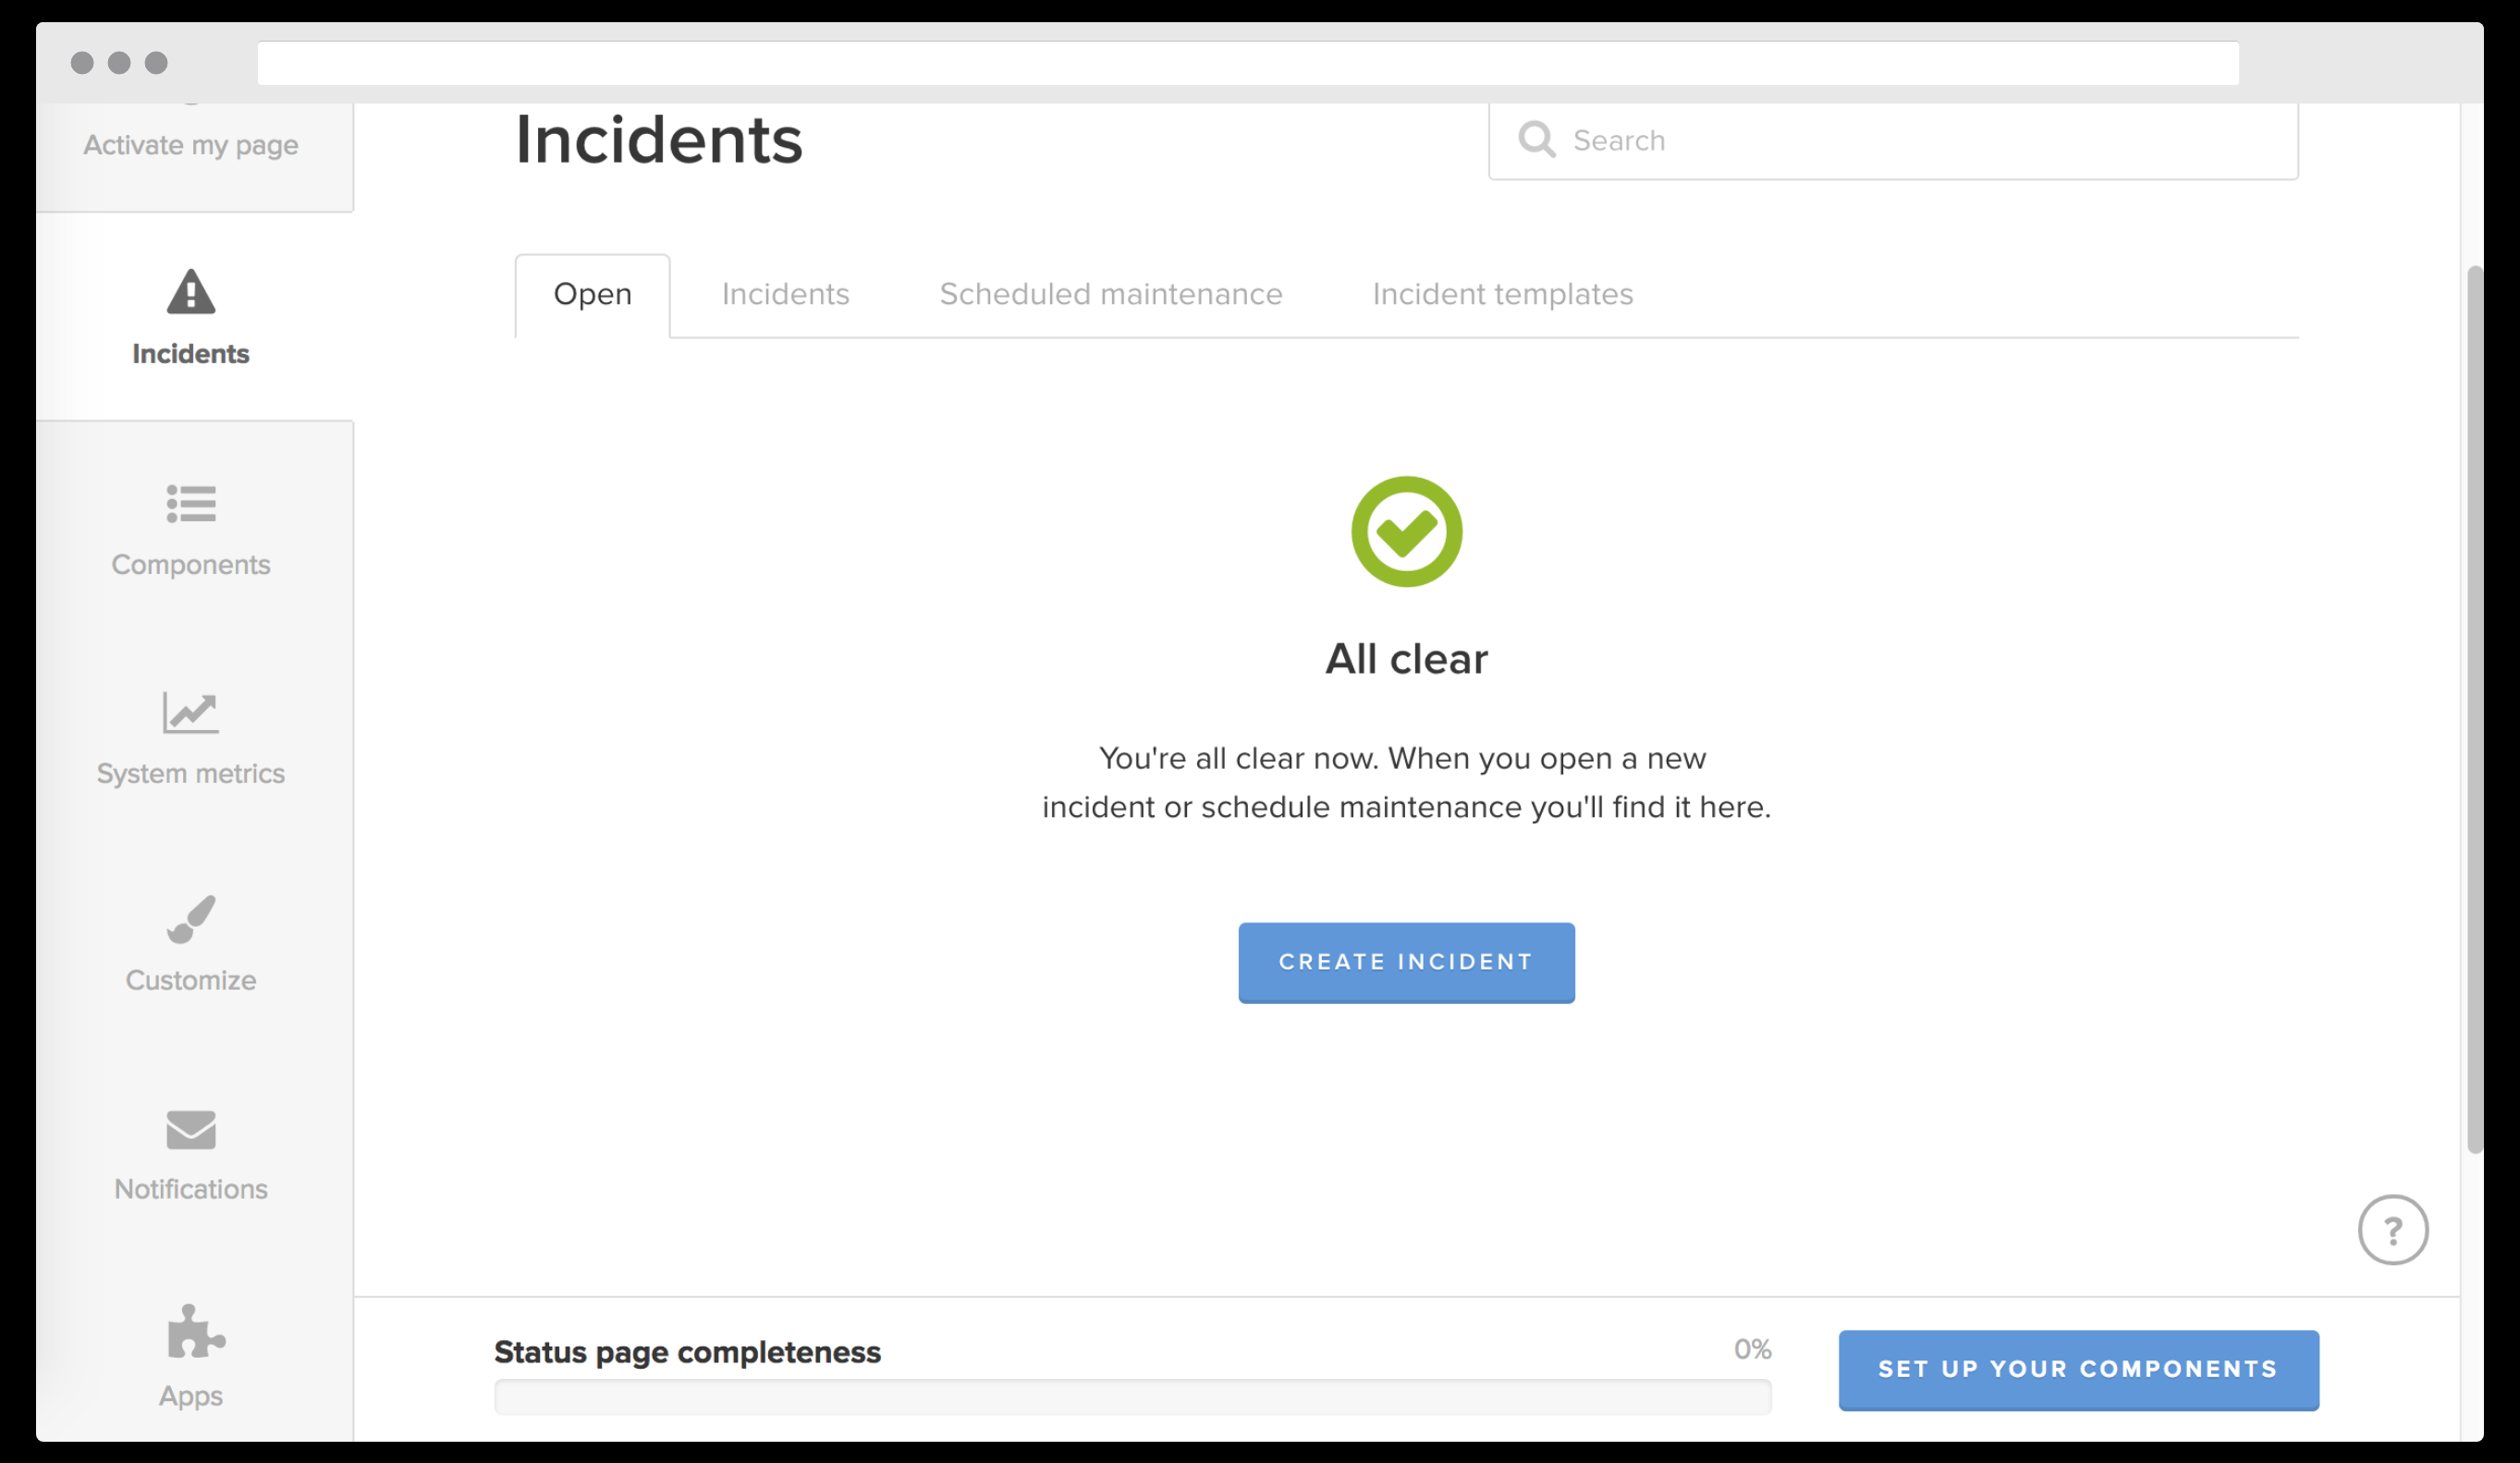 Activate my page
Incidents
Components
System metrics
Customize
Notifications
Apps
Incidents
Search
Open
Incidents
Scheduled maintenance
Incident templates
All clear
You're all clear now. When you open a new
incident or schedule maintenance you'll find it here.
CREATE INCIDENT
?
Status page completeness
0%
SET UP YOUR COMPONENTS